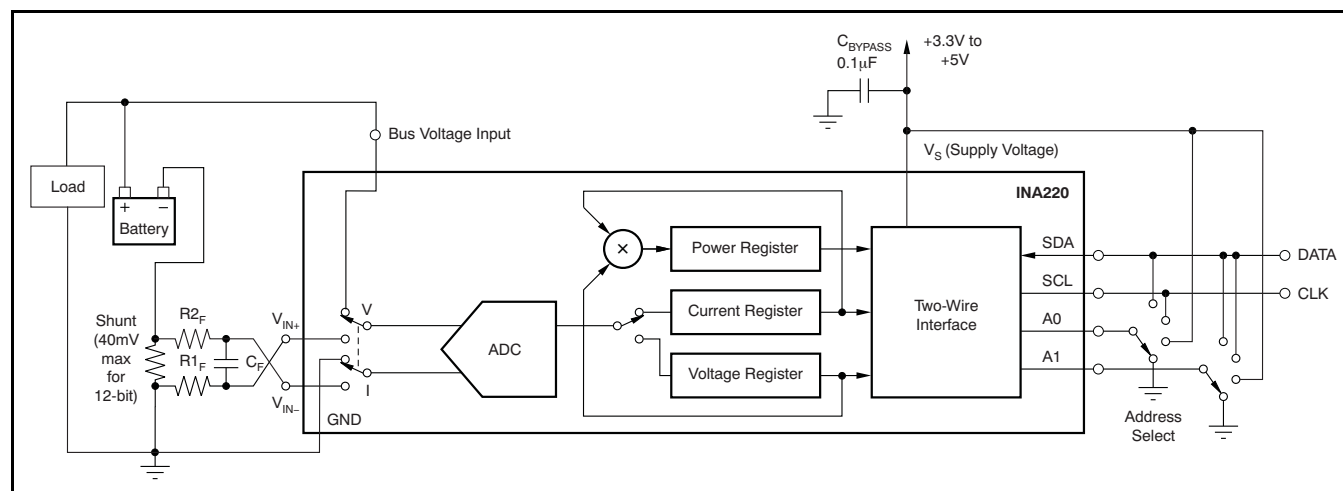 C_BYPASS
0.1µF
+3.3V to
+5V
Bus Voltage Input
V_S (Supply Voltage)
INA220
Load
+ −
Battery
×
Power Register
SDA
DATA
SCL
CLK
Two-Wire
Interface
Shunt
(40mV
max
for
12-bit)
R2_F
R1_F
C_F
V_IN+
V_IN−
V
I
GND
ADC
Current Register
Voltage Register
A0
A1
Address
Select